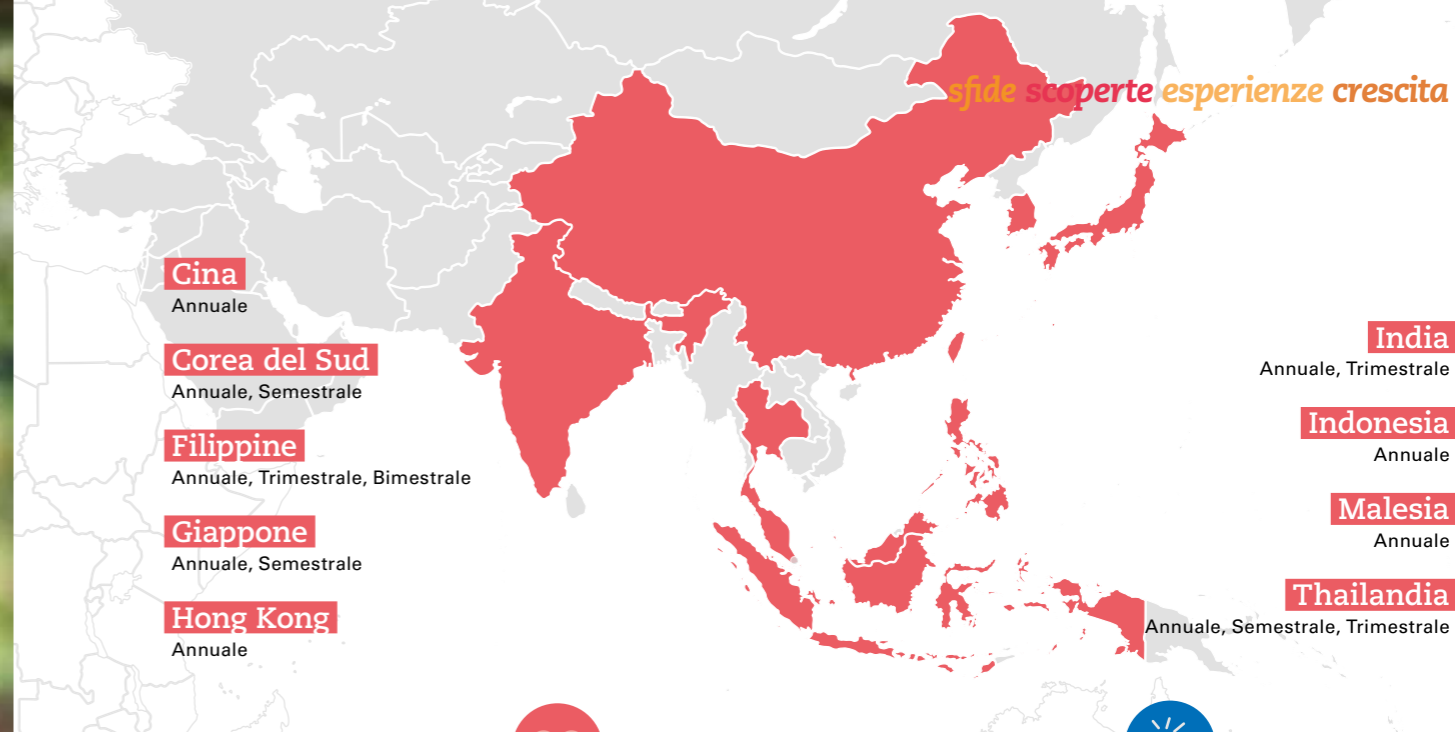 sfide scoperte esperienze crescita
Cina
Annuale
Corea del Sud
Annuale, Semestrale
Filippine
Annuale, Trimestrale, Bimestrale
Giappone
Annuale, Semestrale
Hong Kong
Annuale
India
Annuale, Trimestrale
Indonesia
Annuale
Malesia
Annuale
Thailandia
Annuale, Semestrale, Trimestrale